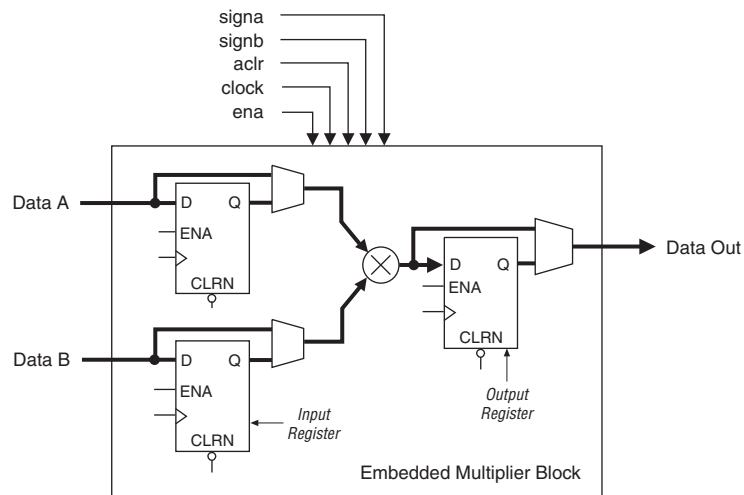 signa
signb
aclr
clock
ena
Data A
D Q
ENA
CLRN
Data Out
D Q
ENA
CLRN
Data B
D Q
ENA
CLRN
Input
Register
Output
Register
Embedded Multiplier Block